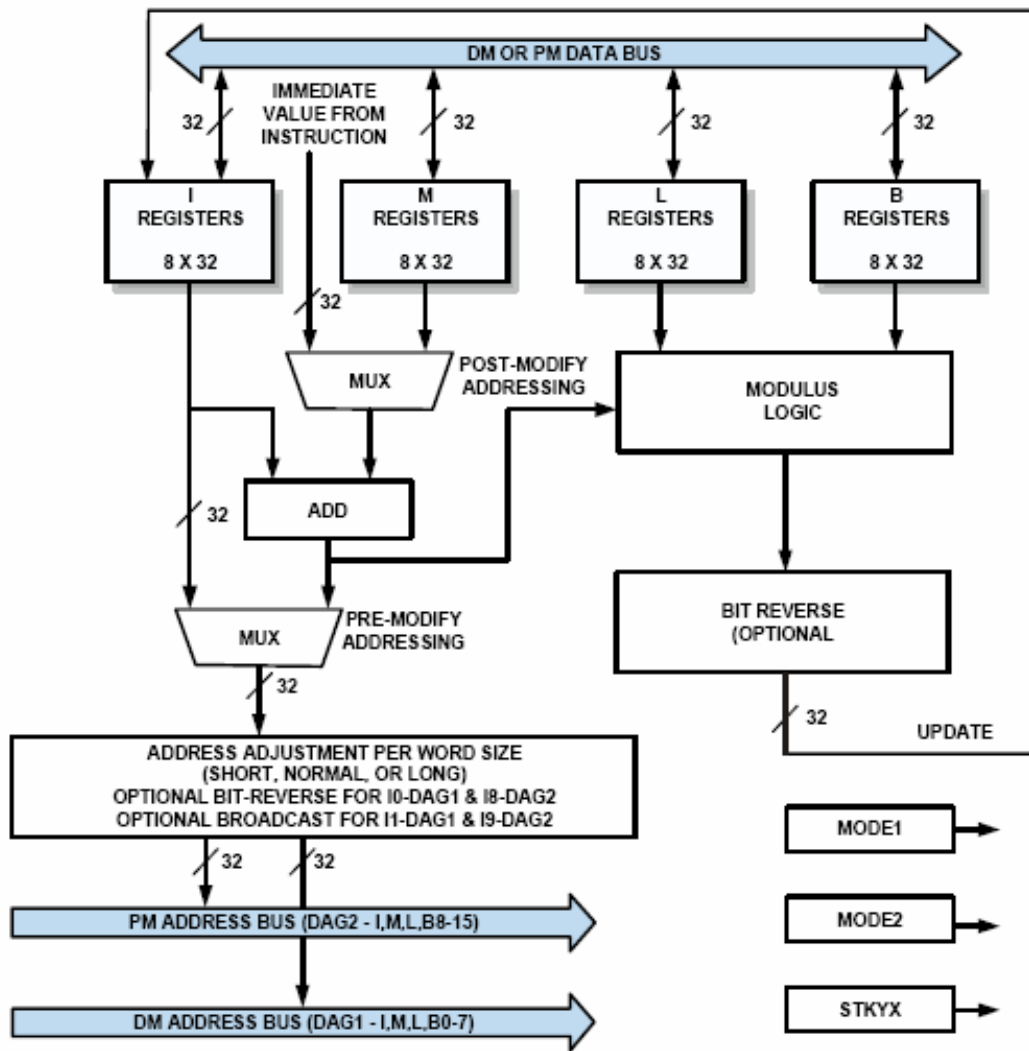 DM OR PM DATA BUS
IMMEDIATE
VALUE FROM
INSTRUCTION
32
32
32
32
I
REGISTERS
8 X 32
M
REGISTERS
8 X 32
L
REGISTERS
8 X 32
B
REGISTERS
8 X 32
32
MUX
POST-MODIFY
ADDRESSING
MODULUS
LOGIC
ADD
32
MUX
PRE-MODIFY
ADDRESSING
BIT REVERSE
(OPTIONAL
32
32
UPDATE
ADDRESS ADJUSTMENT PER WORD SIZE
(SHORT, NORMAL, OR LONG)
OPTIONAL BIT-REVERSE FOR I0-DAG1 & I8-DAG2
OPTIONAL BROADCAST FOR I1-DAG1 & I9-DAG2
32
32
PM ADDRESS BUS (DAG2 - I,M,L,B8-15)
DM ADDRESS BUS (DAG1 - I,M,L,B0-7)
MODE1
MODE2
STKYX